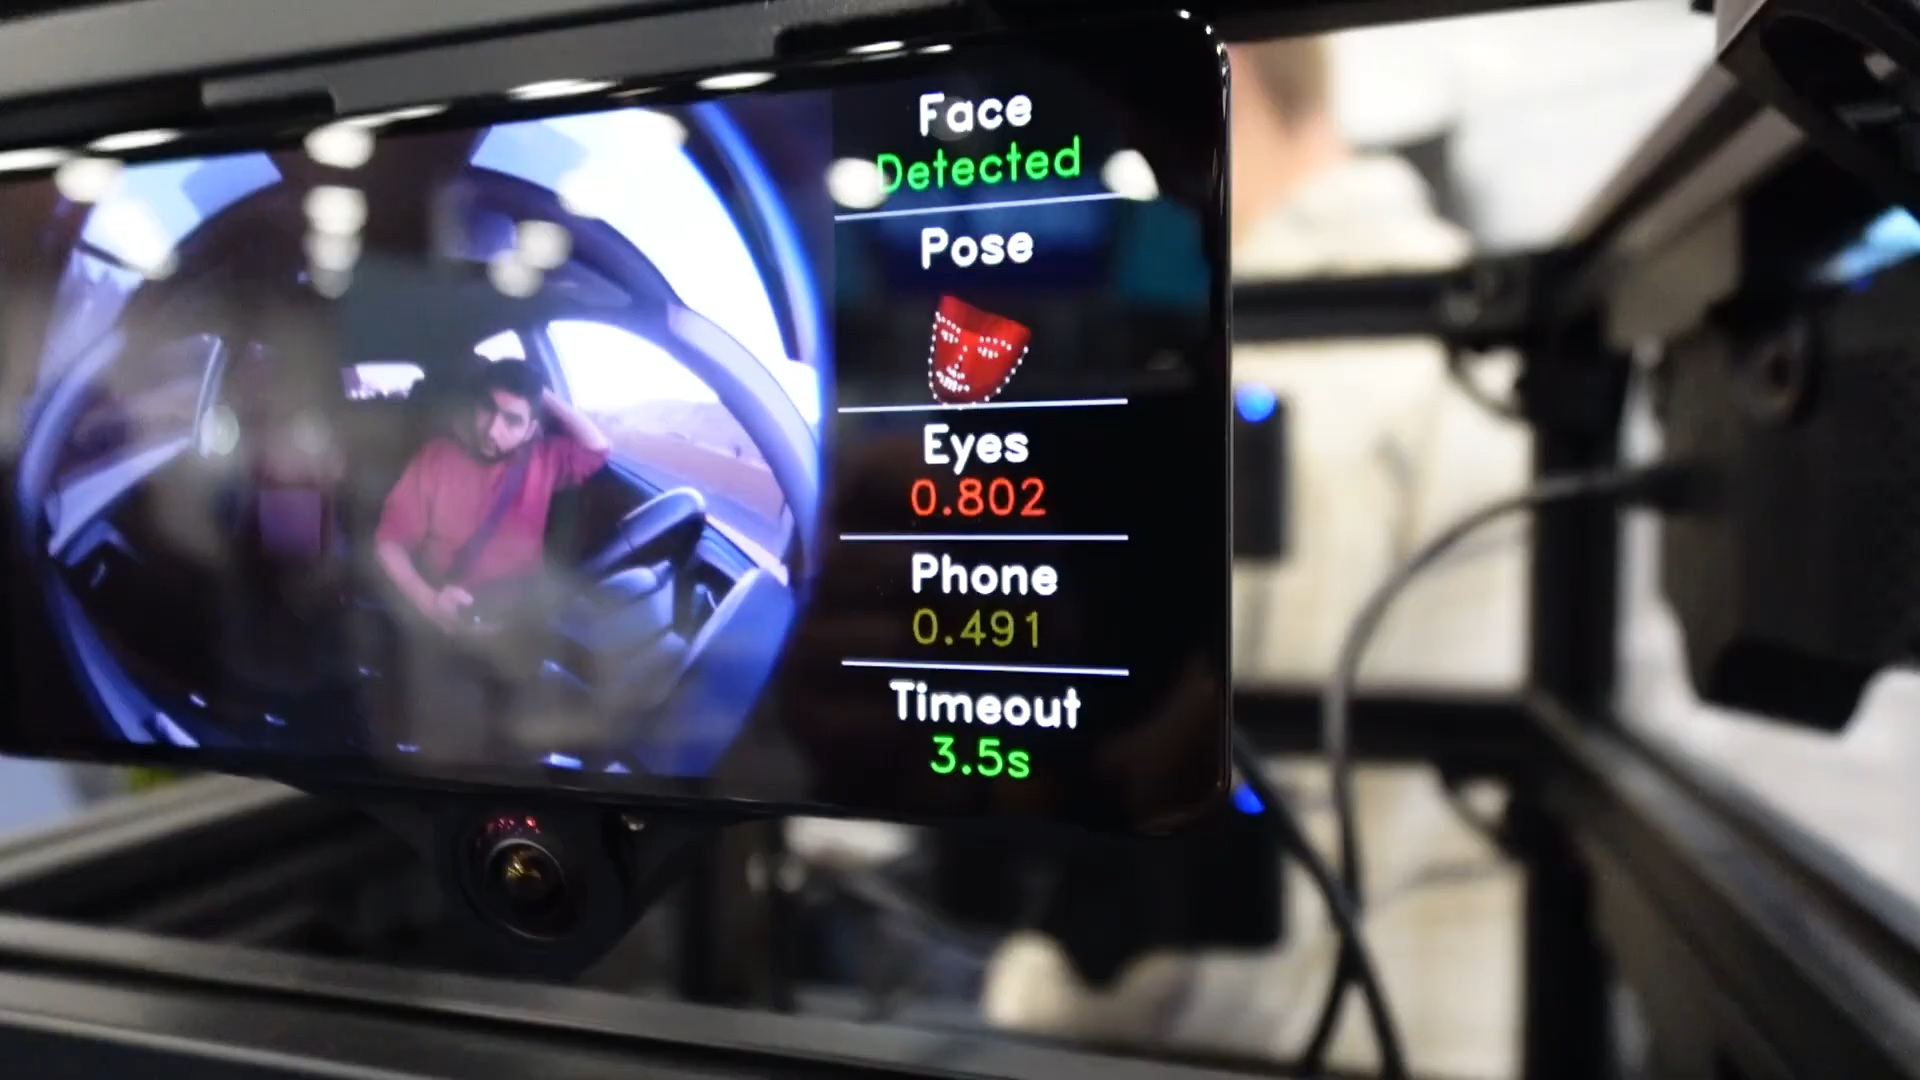 Face
Detected
Pose
Eyes
0.802
Phone
0.491
Timeout
3.5s